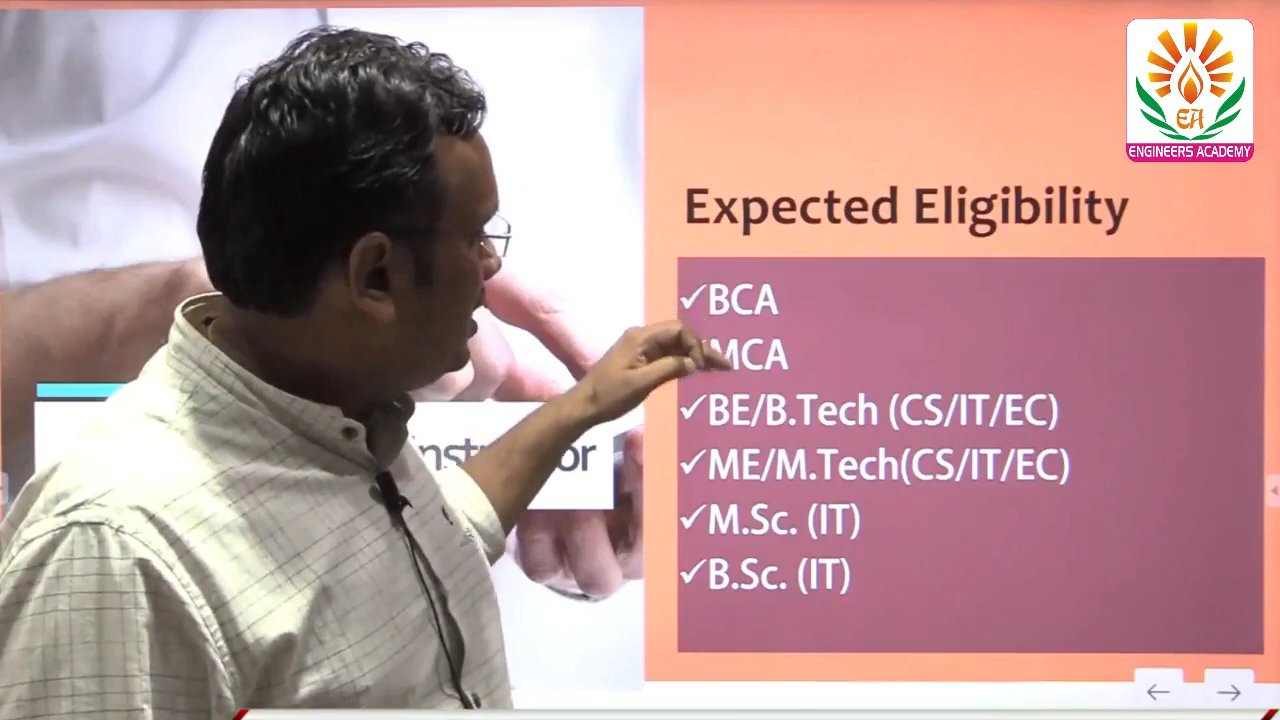 EA
ENGINEERS ACADEMY
Expected Eligibility
✓BCA
MCA
✓BE/B.Tech (CS/IT/EC)
✓ME/M.Tech(CS/IT/EC)
✓M.Sc. (IT)
✓B.Sc. (IT)